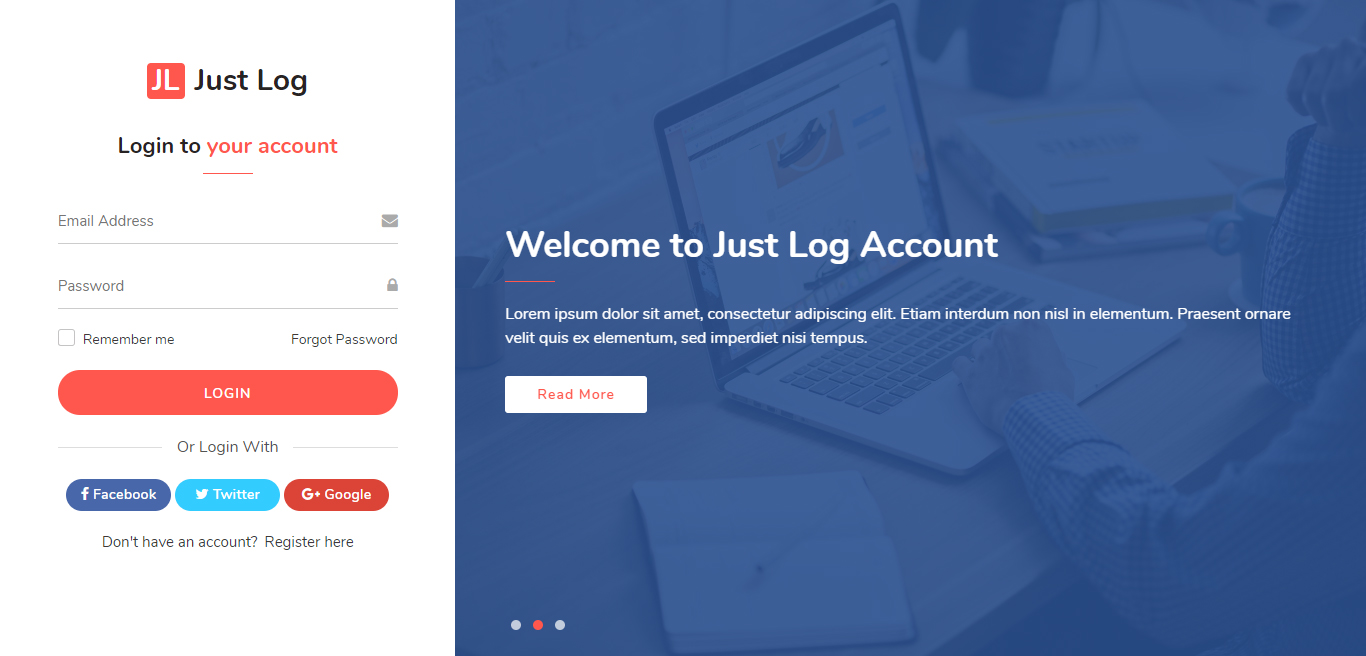 JL Just Log
Login to your account
Email Address
Password
Remember me
Forgot Password
LOGIN
Or Login With
Facebook
Twitter
G+ Google
Don't have an account? Register here
Welcome to Just Log Account
Lorem ipsum dolor sit amet, consectetur adipiscing elit. Etiam interdum non nisl in elementum. Praesent ornare
velit quis ex elementum, sed imperdiet nisi tempus.
Read More
STARTUP